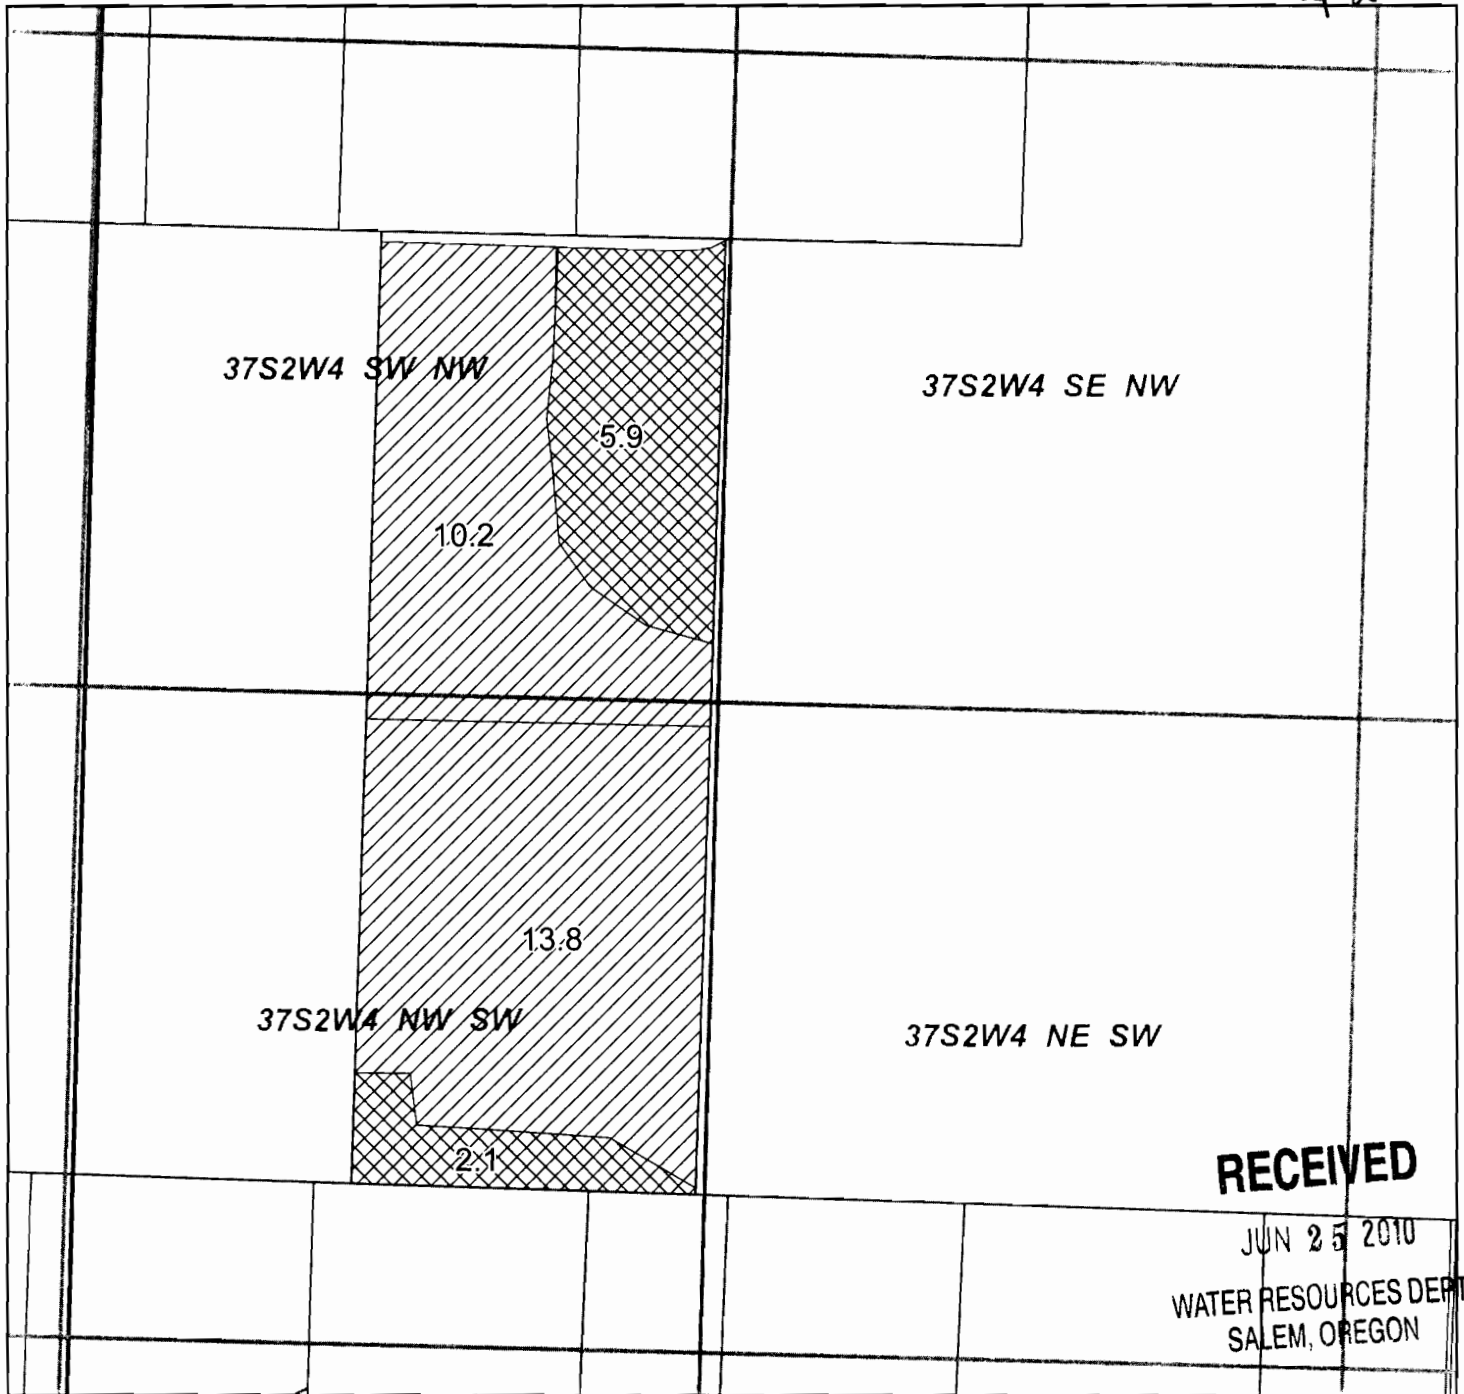 37S2W4 SW NW
37S2W4 SE NW
5.9
10.2
13.8
37S2W4 NW SW
37S2W4 NE SW
2.1
RECEIVED
JUN 25 2010
WATER RESOURCES DEPT
SALEM, OREGON